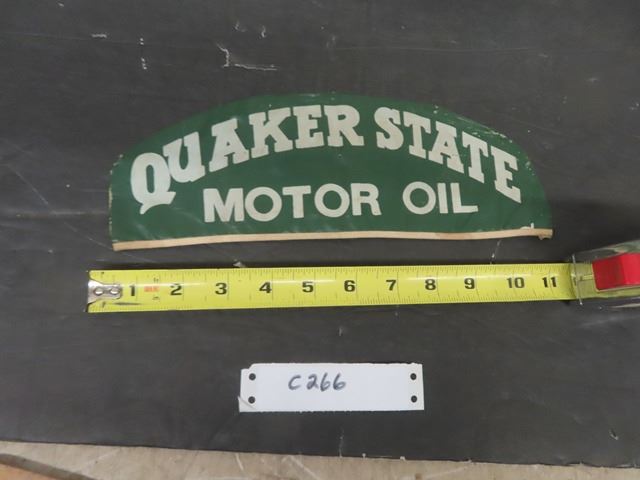 QUAKER STATE
MOTOR OIL
1 2 3 4 5 6 7 8 9 10 11
C266